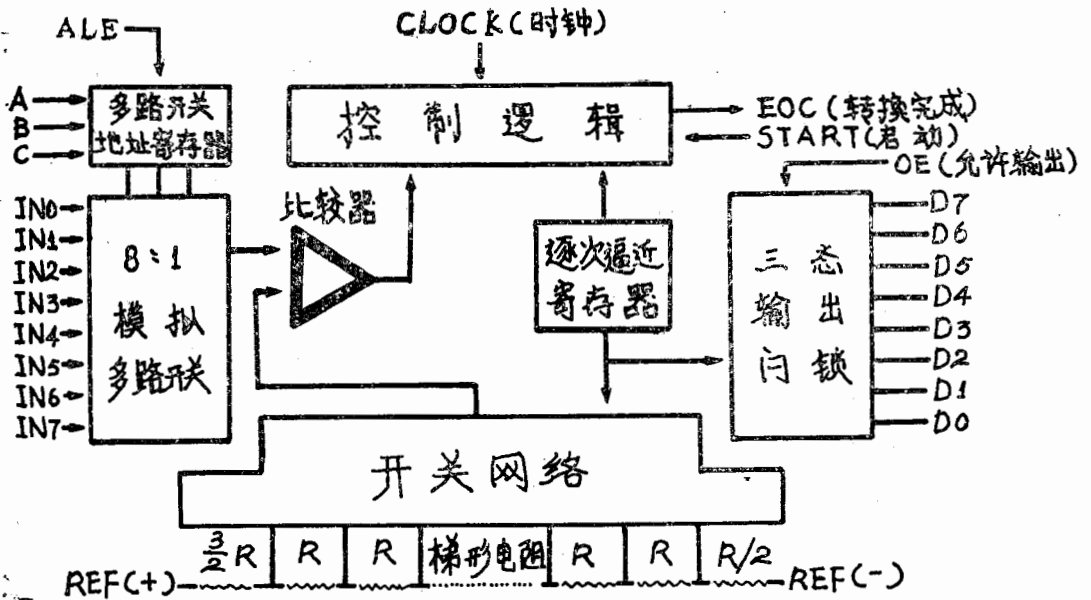 ALE
CLOCK(时钟)
A
B
C
多路开关
地址寄存器
控制逻辑
EOC(转换完成)
START(启动)
OE(允许输出)
IN0
IN1
IN2
IN3
IN4
IN5
IN6
IN7
8:1
模拟
多路开关
比较器
逐次逼近
寄存器
三态
输出
闩锁
D7
D6
D5
D4
D3
D2
D1
D0
开关网络
3/2 R
R
R
梯形电阻
R
R
R/2
REF(+)
REF(-)